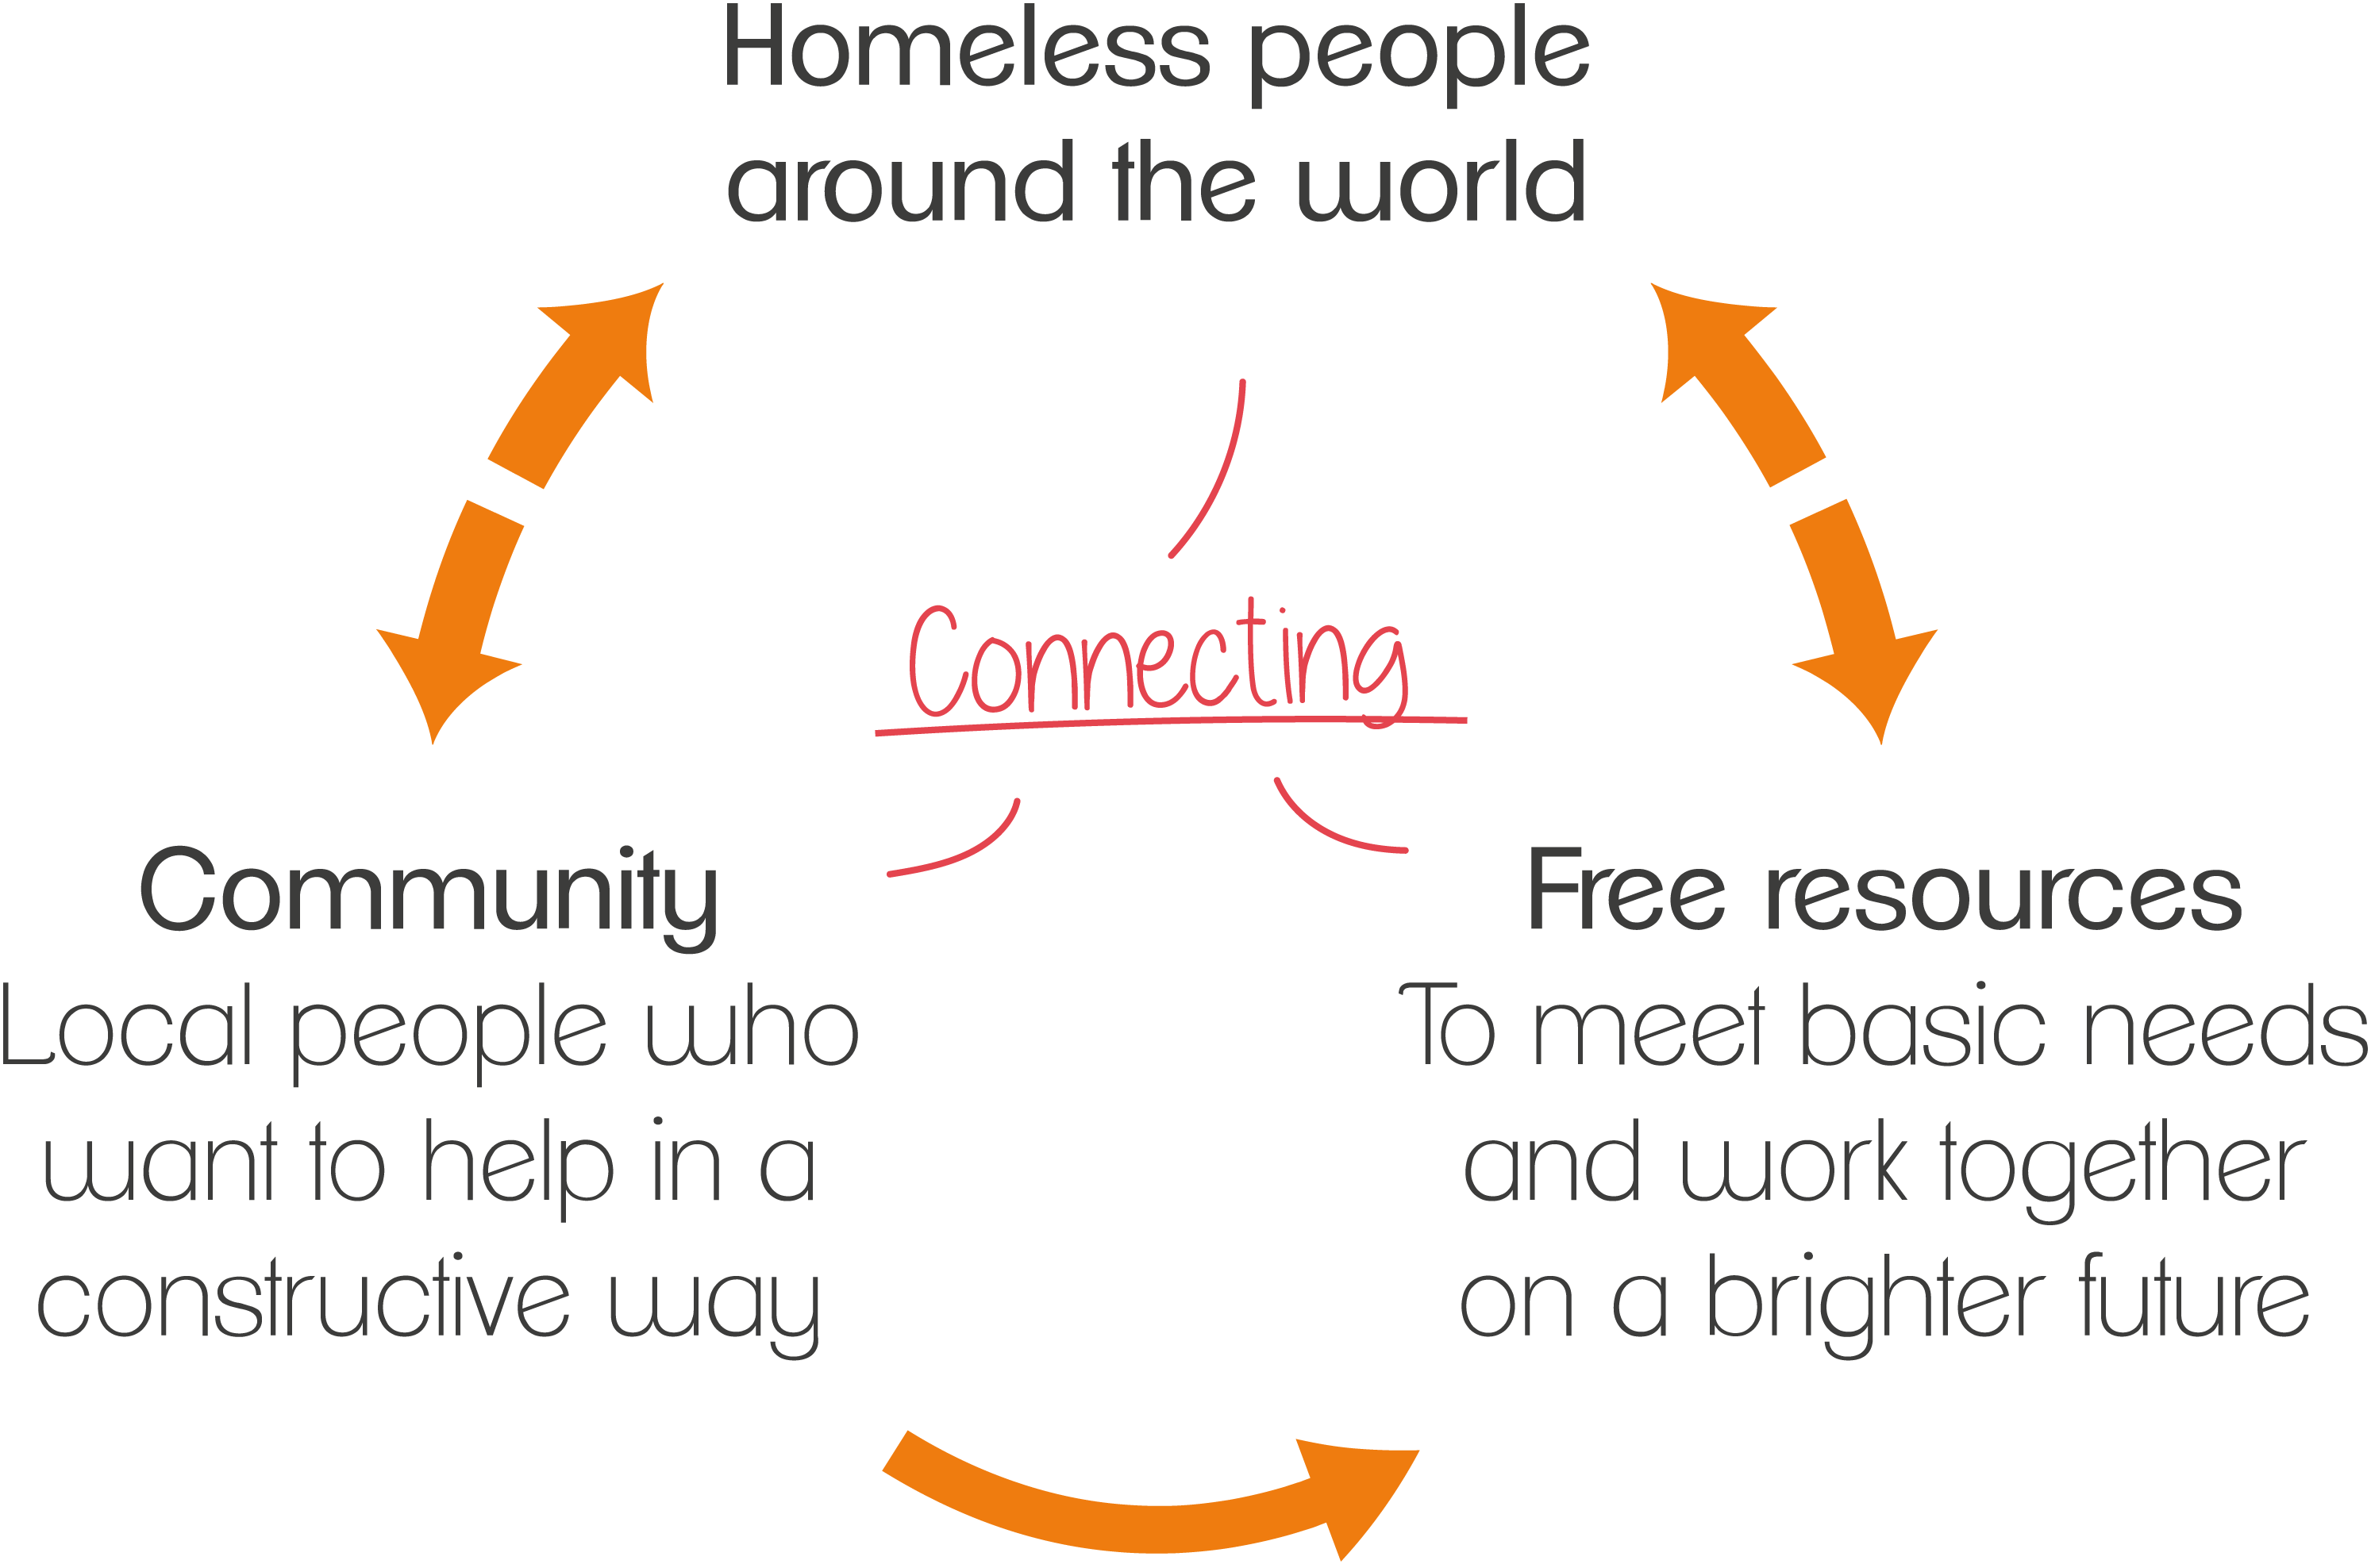 Homeless people
around the world
Connecting
Community
Local people who
want to help in a
constructive way
Free resources
To meet basic needs
and work together
on a brighter future